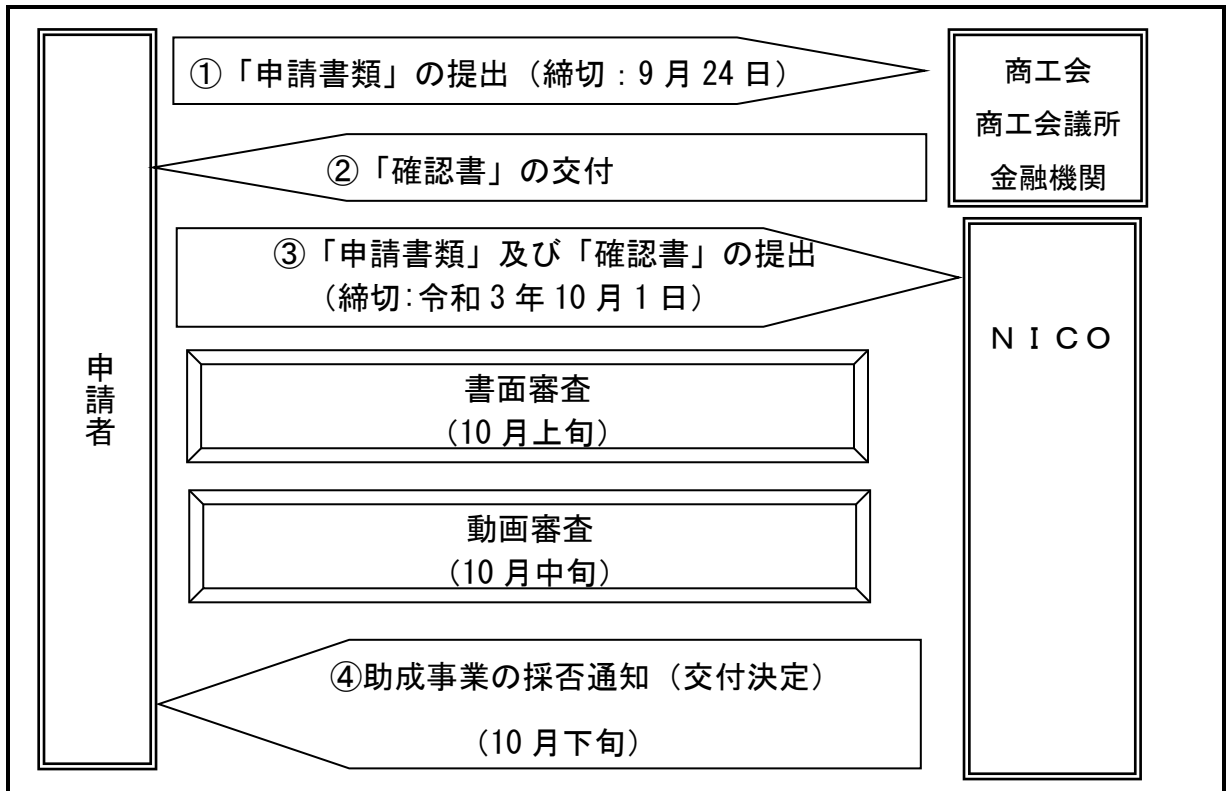 申請者
①「申請書類」の提出（締切：9月24日）
商工会
商工会議所
金融機関
②「確認書」の交付
③「申請書類」及び「確認書」の提出
（締切：令和3年10月1日）
ＮＩＣＯ
書面審査
（10月上旬）
動画審査
（10月中旬）
④助成事業の採否通知（交付決定）
（10月下旬）